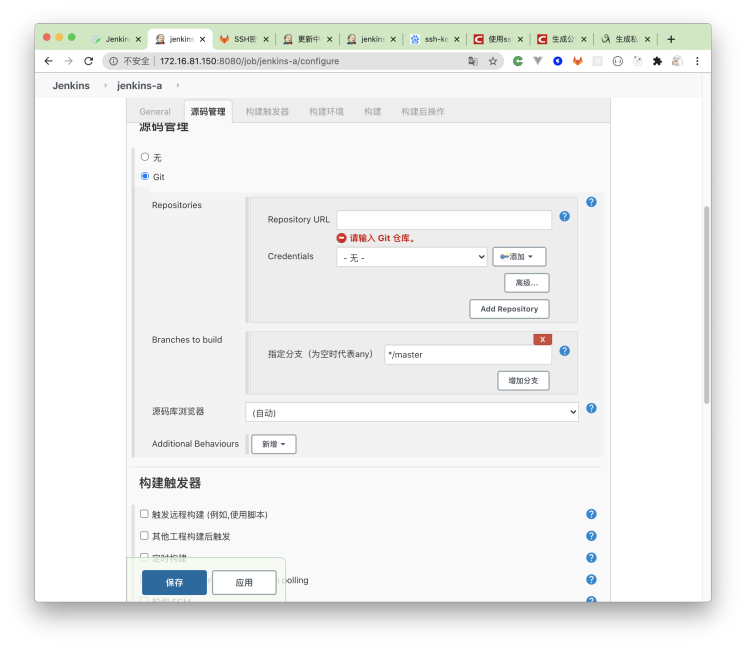 Jenkin
jenkins
SSH密
更新中
jenkins
ssh-ke
使用ss
生成公
生成私
不安全 172.16.81.150:8080/job/jenkins-a/configure
Jenkins jenkins-a
General 源码管理 构建触发器 构建环境 构建 构建后操作
源码管理
无
Git
Repositories
Repository URL
请输入 Git 仓库。
Credentials - 无 - 添加
高级...
Add Repository
Branches to build
X
指定分支（为空时代表any） */master
增加分支
源码库浏览器 (自动)
Additional Behaviours 新增
构建触发器
触发远程构建 (例如,使用脚本)
其他工程构建后触发
定时构建
polling
保存 应用
轮询 SCM